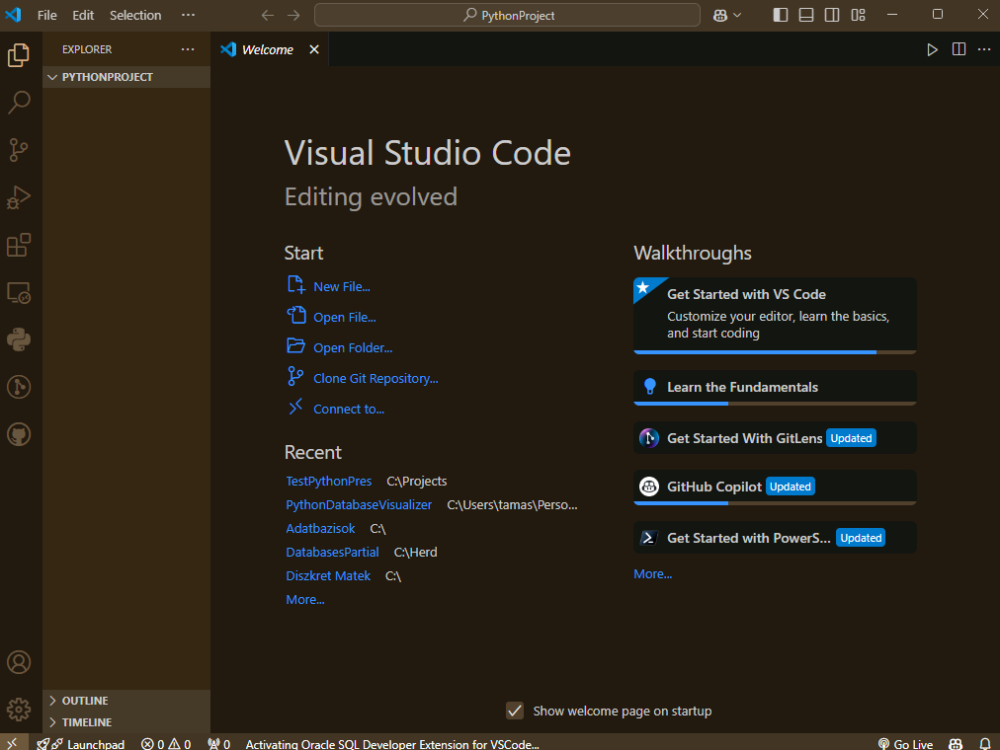 File Edit Selection ··· PythonProject
EXPLORER ···
Welcome
PYTHONPROJECT
Visual Studio Code
Editing evolved
Start
New File...
Open File...
Open Folder...
Clone Git Repository...
Connect to...
Recent
TestPythonPres C:\Projects
PythonDatabaseVisualizer C:\Users\tamas\Perso...
Adatbazisok C:\
DatabasesPartial C:\Herd
Diszkret Matek C:\
More...
Walkthroughs
Get Started with VS Code
Customize your editor, learn the basics,
and start coding
Learn the Fundamentals
Get Started With GitLens Updated
GitHub Copilot Updated
Get Started with PowerS... Updated
More...
OUTLINE
TIMELINE
Show welcome page on startup
Launchpad 0 0 0 Activating Oracle SQL Developer Extension for VSCode... Go Live